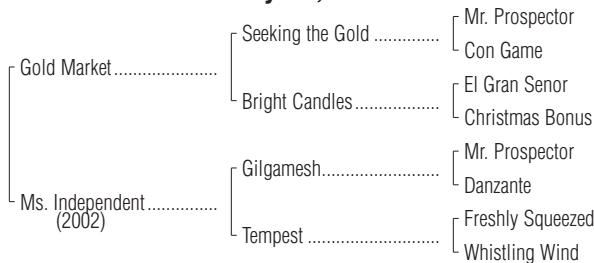 Mr. Prospector
Seeking the Gold ..............
Con Game
Gold Market......................
El Gran Senor
Bright Candles..................
Christmas Bonus
Mr. Prospector
Gilgamesh.........................
Danzante
Ms. Independent...............
(2002)
Freshly Squeezed
Tempest ............................
Whistling Wind